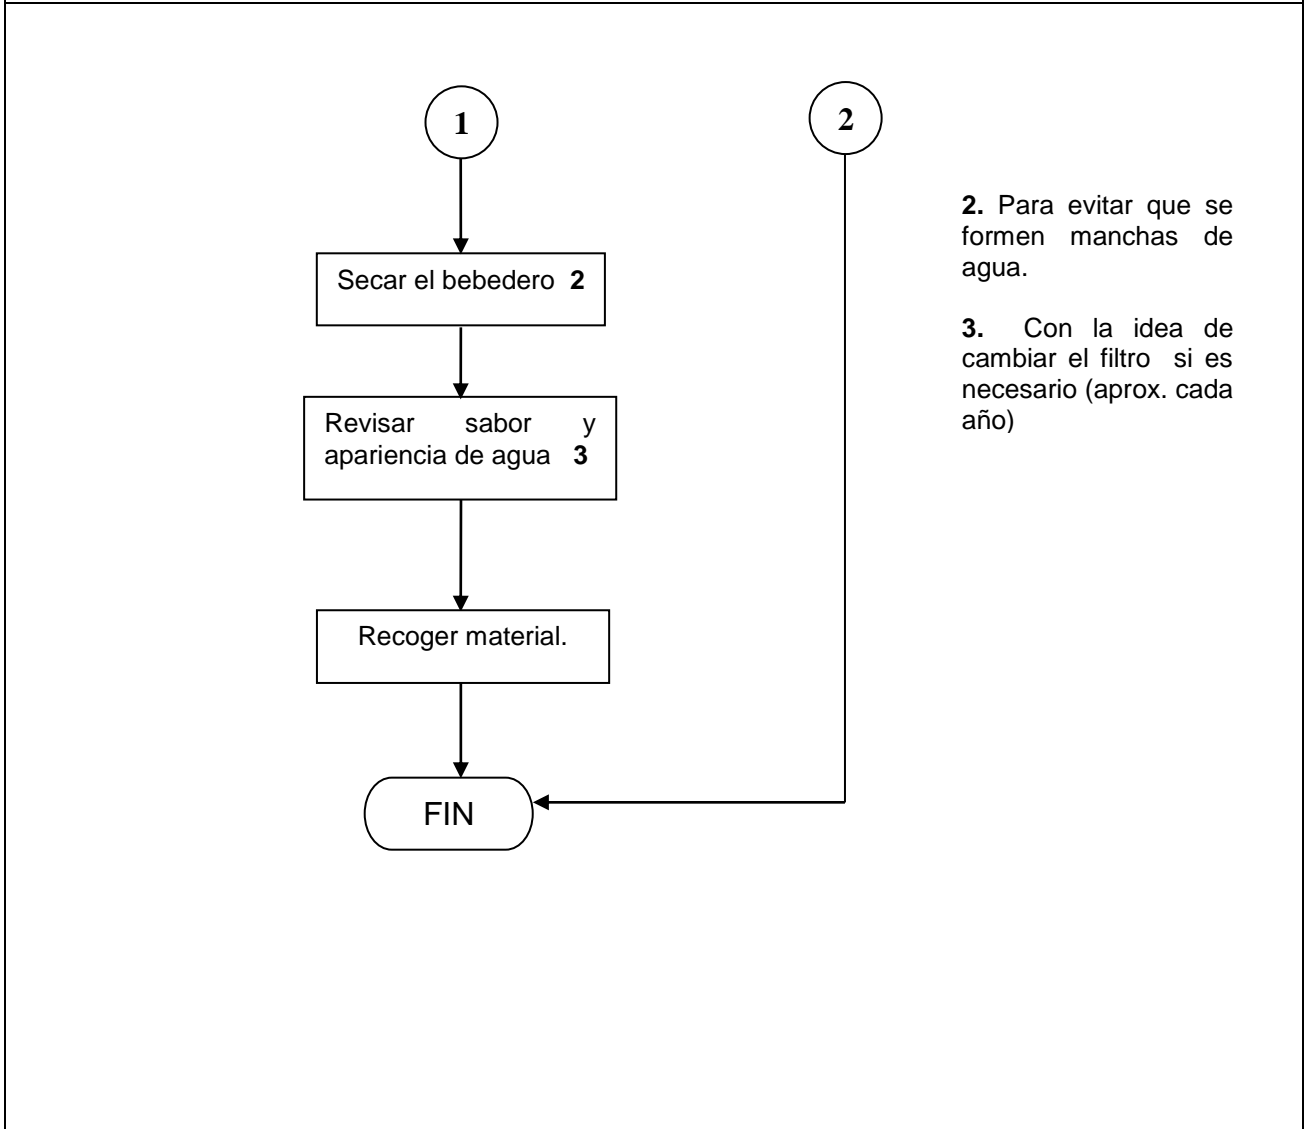 1
2
2. Para evitar que se
formen manchas de
agua.
3. Con la idea de
cambiar el filtro si es
necesario (aprox. cada
año)
Secar el bebedero 2
Revisar sabor y
apariencia de agua 3
Recoger material.
FIN